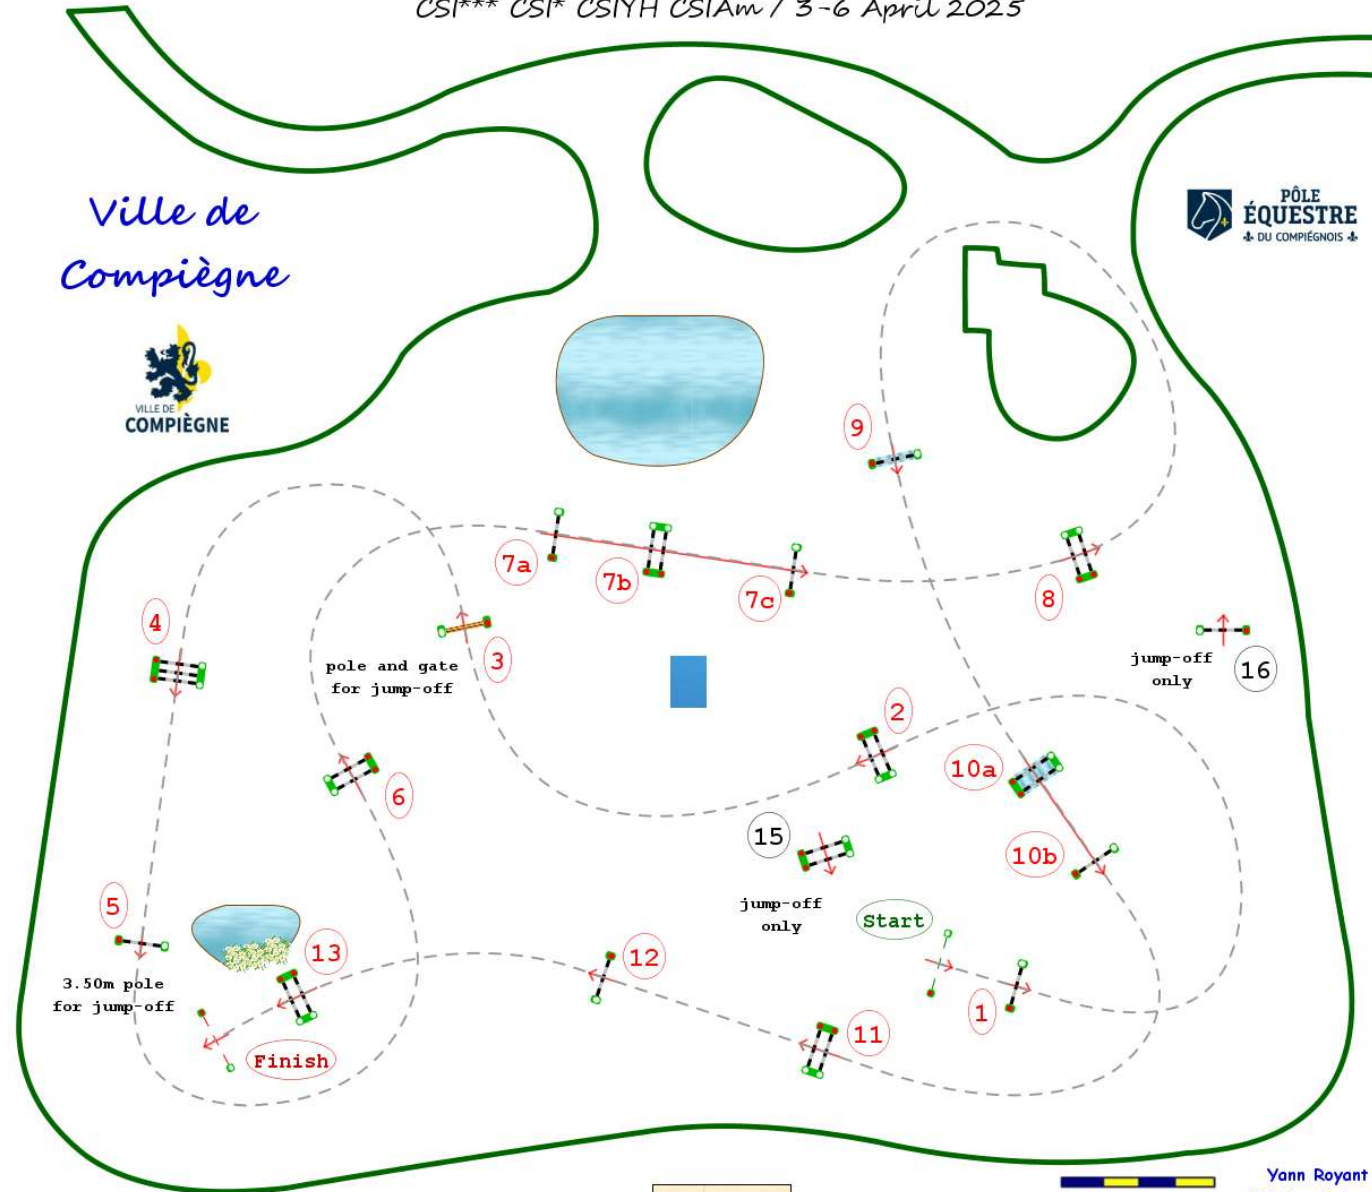 CSI*** CSI* CSIYH CSIAm / 3-6 April 2025
Ville de
Compiègne
VILLE DE
COMPIÈGNE
PÔLE
ÉQUESTRE
DU COMPIÉGNOIS
9
7a
7b
7c
8
4
3
pole and gate
for jump-off
jump-off
only
16
2
10a
6
15
10b
jump-off
only
Start
5
13
12
3.50m pole
for jump-off
1
11
Finish
Yann Royant